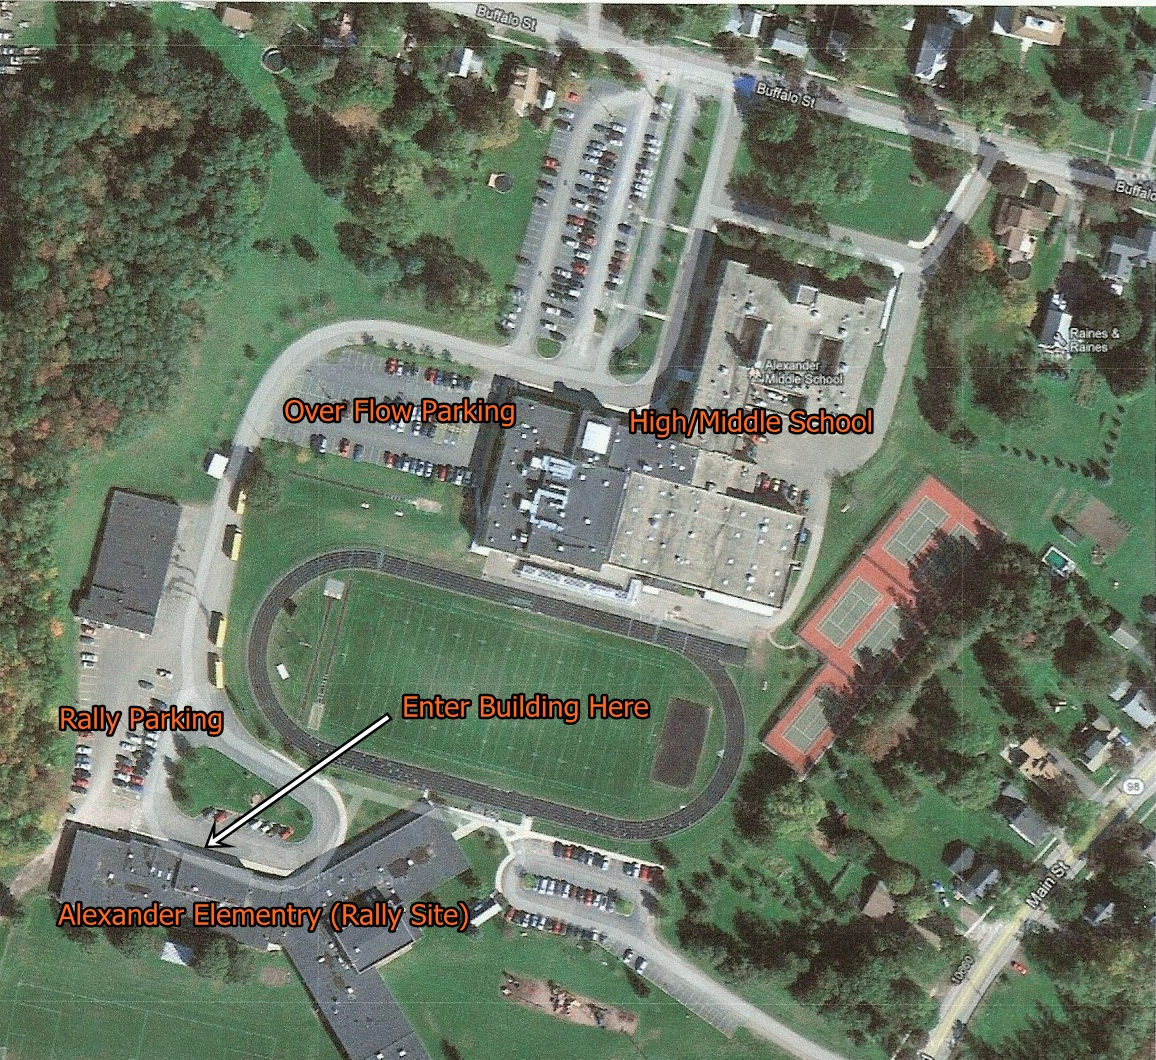 Buffalo St
Buffalo St
Buffalo
Raines &
Raines
Alexander
Middle School
Over Flow Parking
High/Middle School
Rally Parking
Enter Building Here
98
Main St
Alexander Elementry (Rally Site)